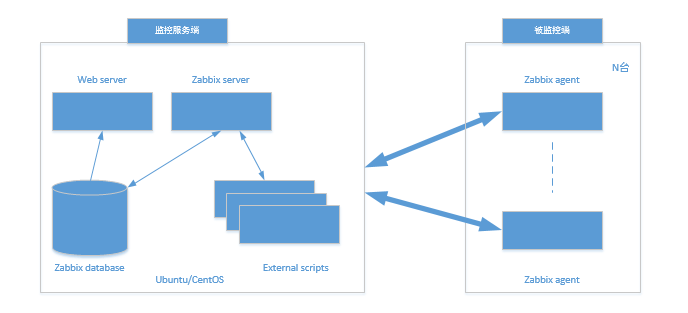 监控服务端
被监控端
N台
Web server
Zabbix server
Zabbix agent
Zabbix database
External scripts
Ubuntu/CentOS
Zabbix agent